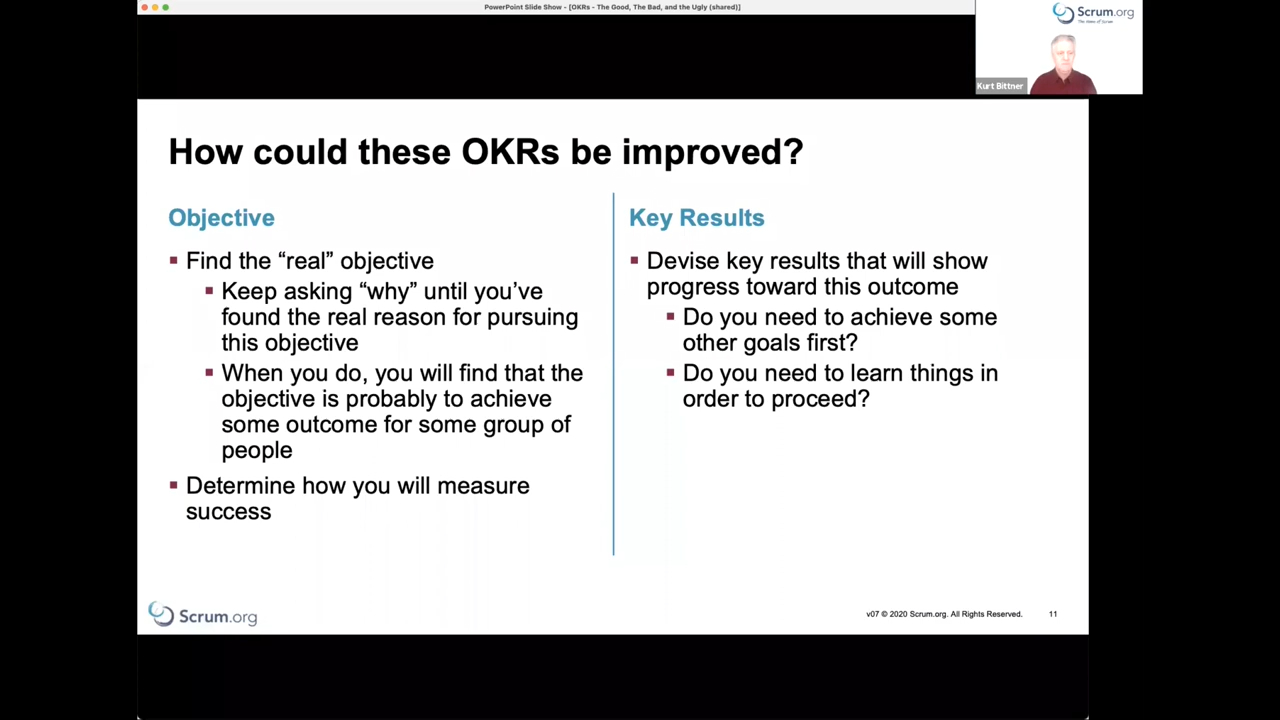 PowerPoint Slide Show - [OKRs - The Good, The Bad, and the Ugly (shared)]
Scrum.org
The Home of Scrum
Kurt Bittner
How could these OKRs be improved?
Objective
▪ Find the “real” objective
▪ Keep asking “why” until you’ve
found the real reason for pursuing
this objective
▪ When you do, you will find that the
objective is probably to achieve
some outcome for some group of
people
▪ Determine how you will measure
success
Key Results
▪ Devise key results that will show
progress toward this outcome
▪ Do you need to achieve some
other goals first?
▪ Do you need to learn things in
order to proceed?
Scrum.org
v07 © 2020 Scrum.org. All Rights Reserved.
11